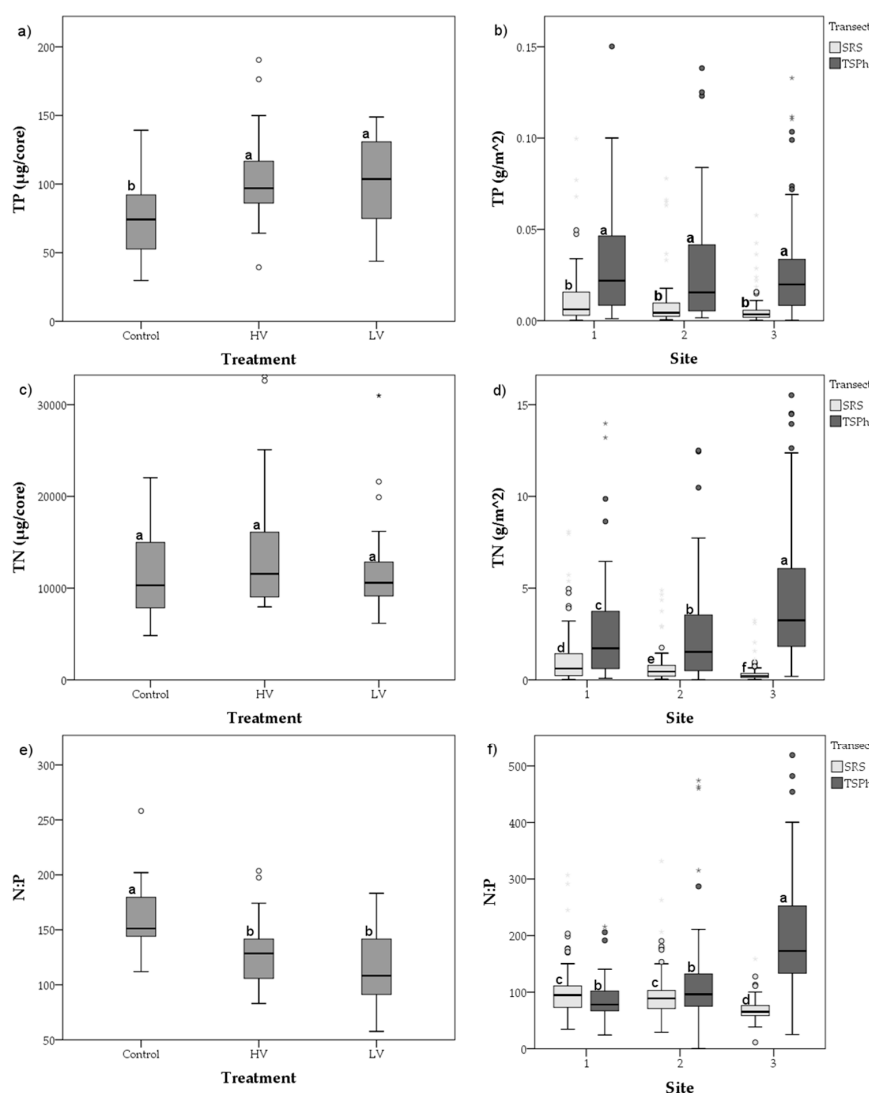 a)
200
150
100
50
0
TP (µg/core)
b
a
a
Control HV LV
Treatment
b)
Transect
SRS
TSPh
0.15
0.10
0.05
0.00
TP (g/m^2)
b a b a b a
1 2 3
Site
c)
30000
20000
10000
0
TN (µg/core)
a
a
a
Control HV LV
Treatment
d)
Transect
SRS
TSPh
15
10
5
0
TN (g/m^2)
d c e b f a
1 2 3
Site
e)
300
250
200
150
100
50
N:P
a
b
b
Control HV LV
Treatment
f)
Transect
SRS
TSPh
500
400
300
200
100
0
N:P
c b c b d a
1 2 3
Site